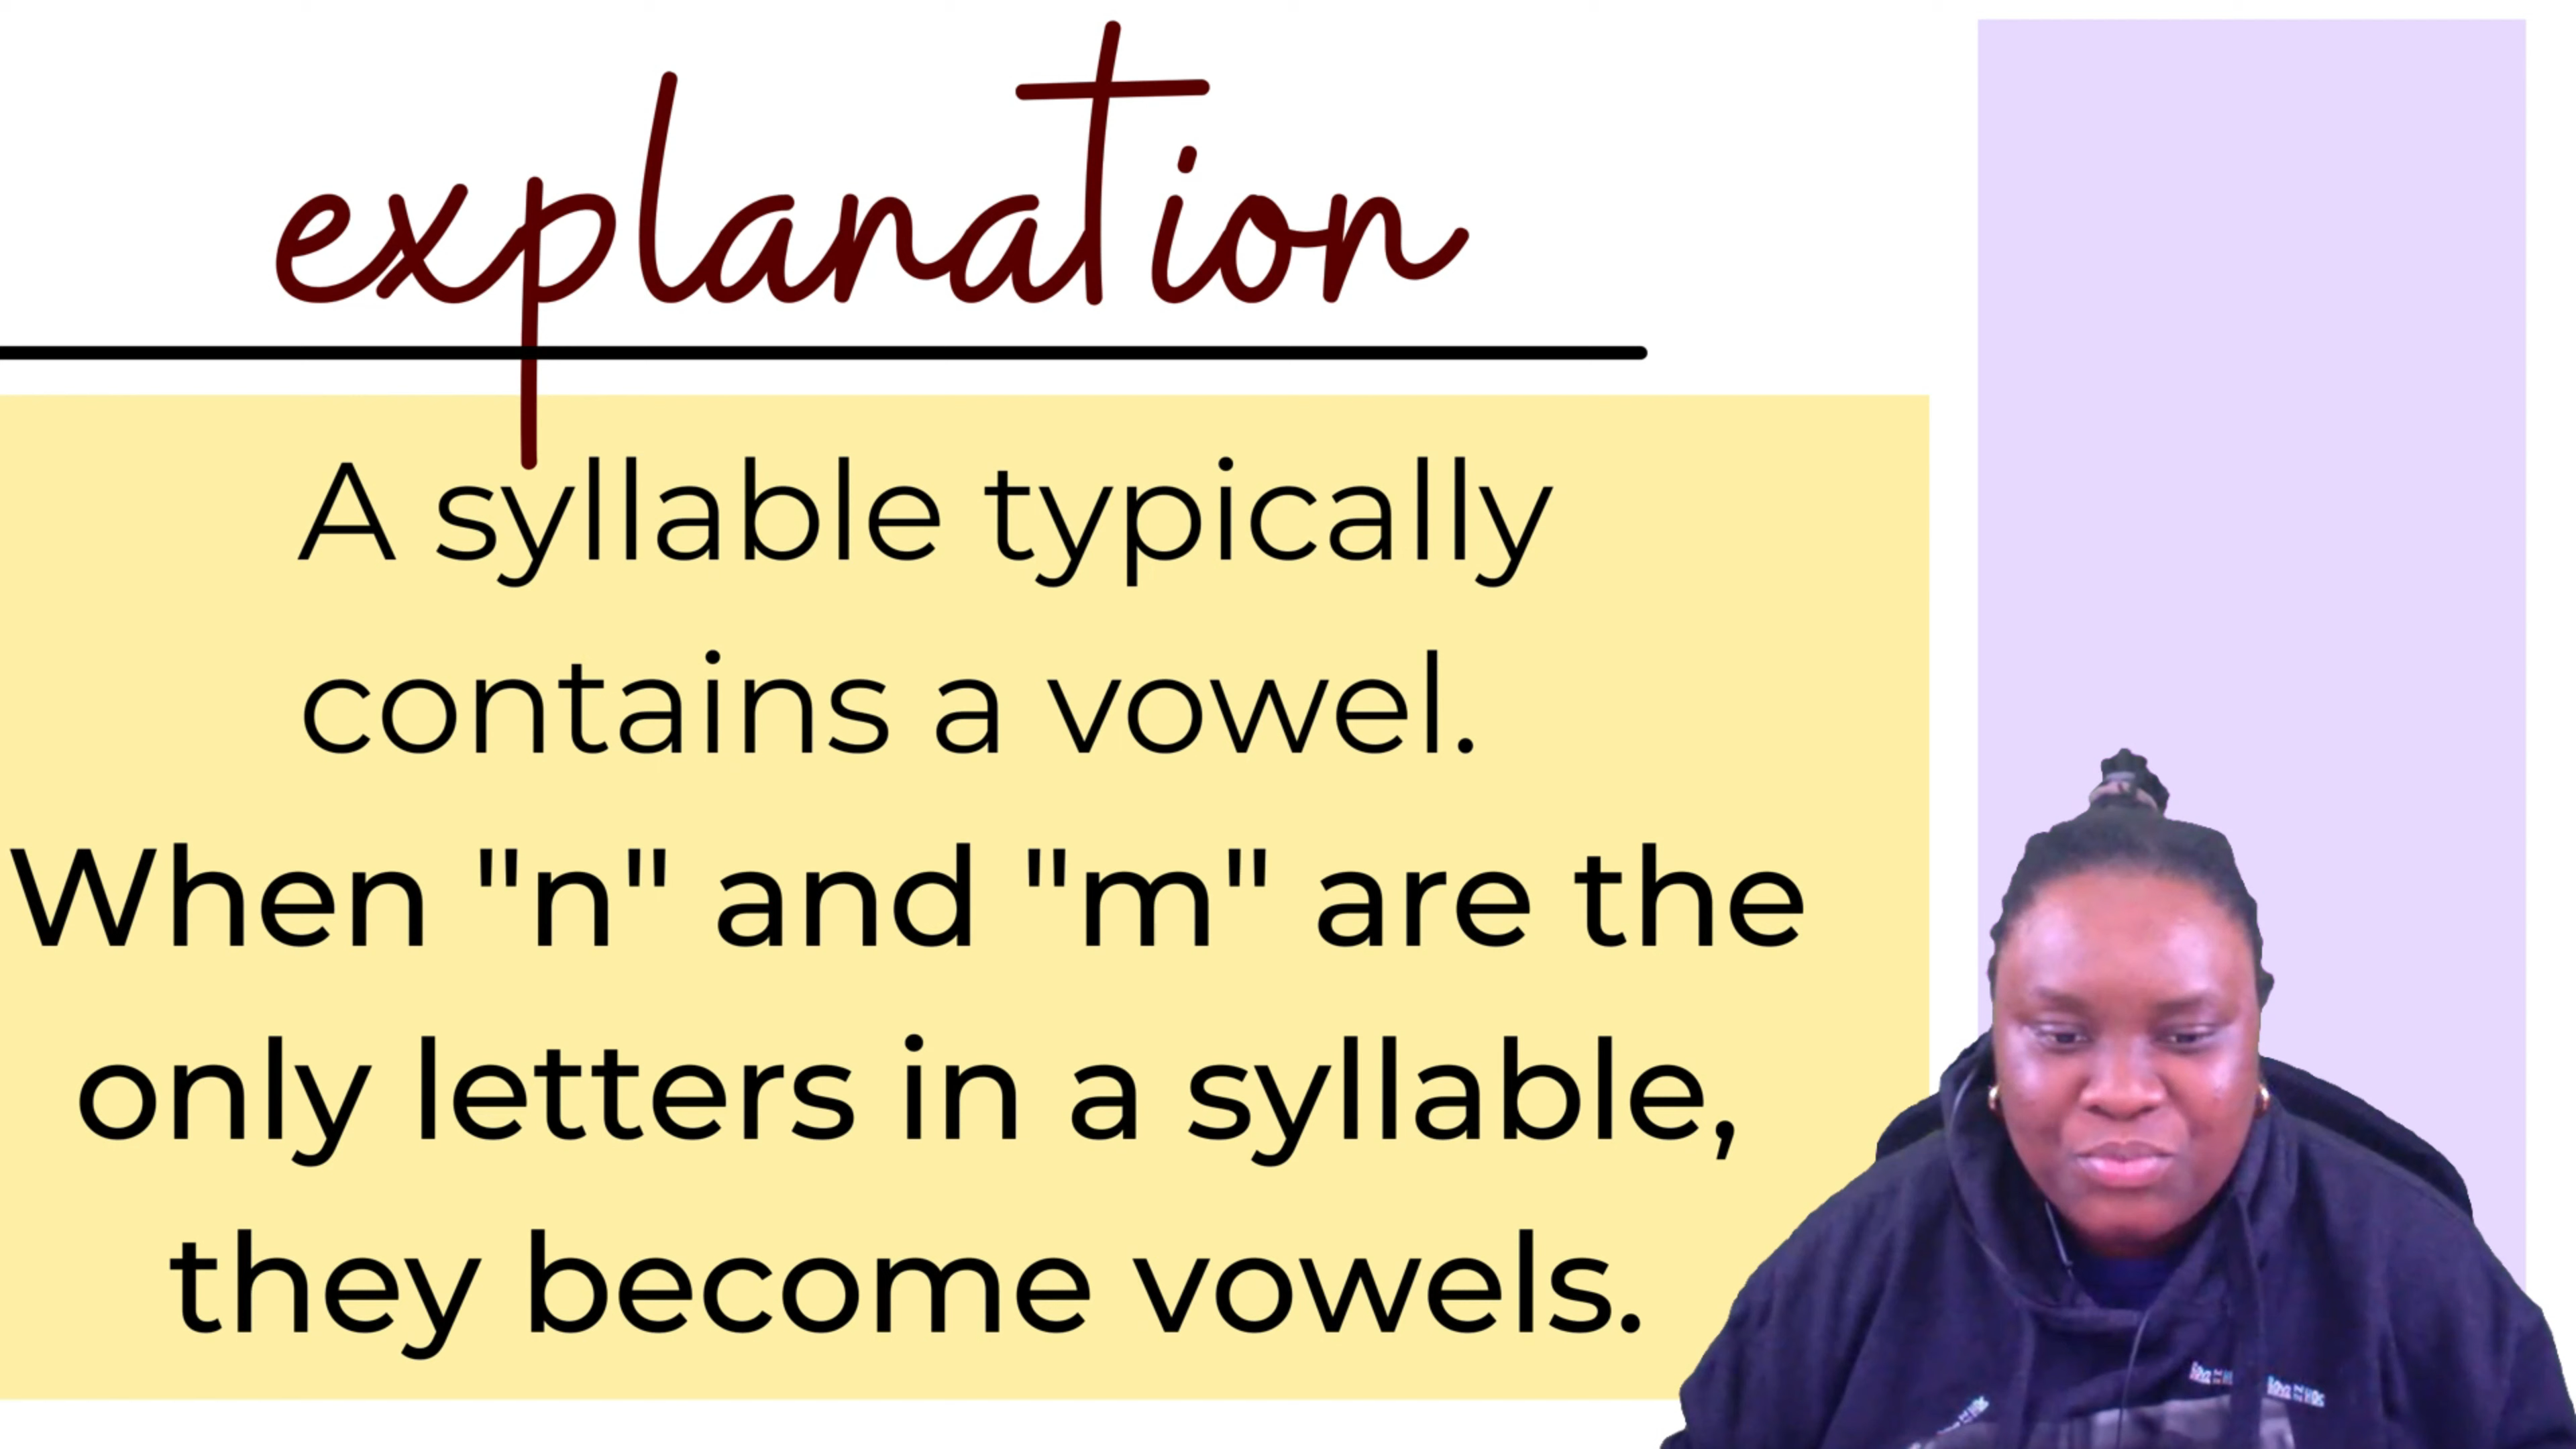 explanation
A syllable typically
contains a vowel.
When "n" and "m" are the
only letters in a syllable,
they become vowels.